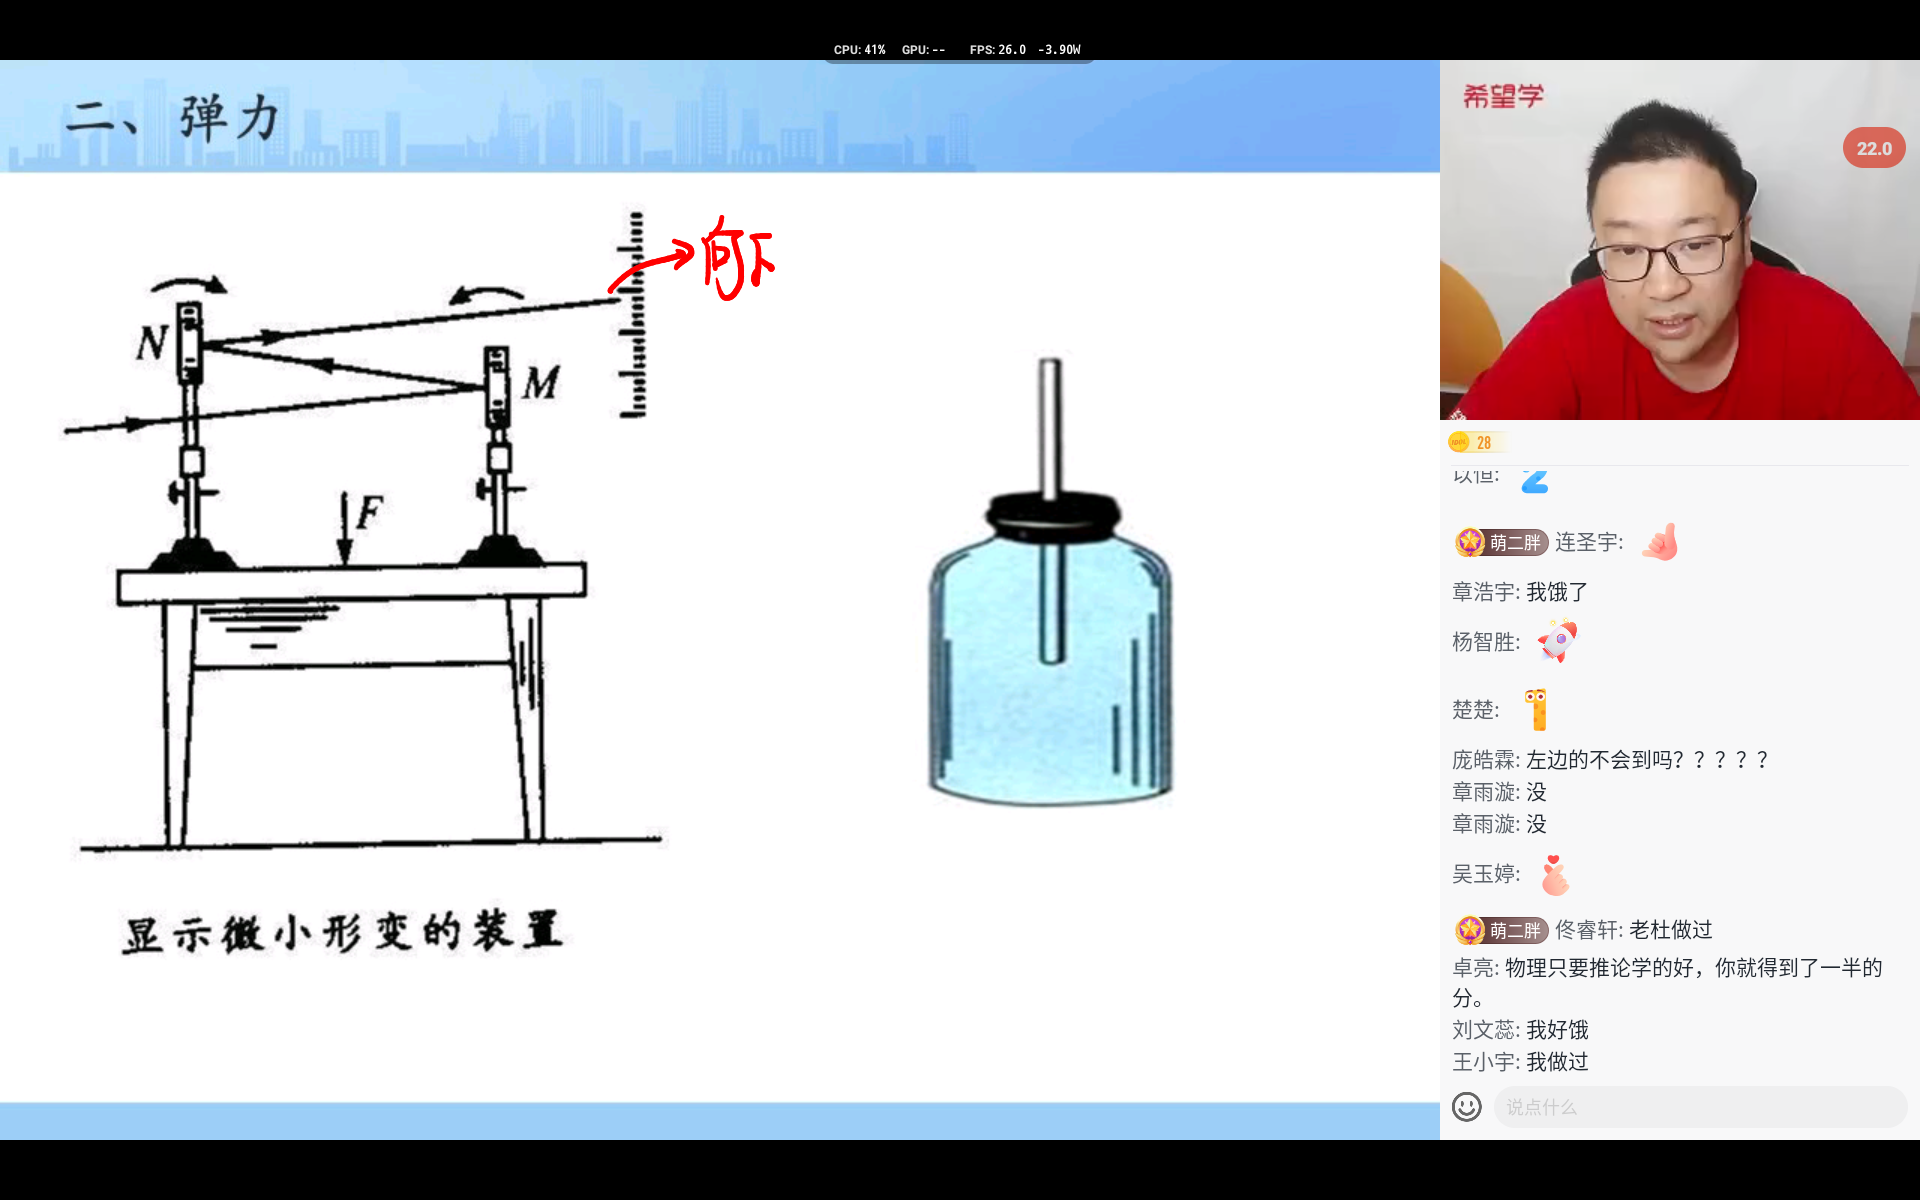 CPU: 41% GPU: -- FPS: 26.0 -3.90W
二、弹力
向下
N
M
F
显示微小形变的装置
希望学
22.0
28
以恒:
萌二胖 连圣宇:
章浩宇: 我饿了
杨智胜:
楚楚: 1
庞皓霖: 左边的不会到吗? ? ? ? ?
章雨漩: 没
章雨漩: 没
吴玉婷:
萌二胖 佟睿轩: 老杜做过
卓亮: 物理只要推论学的好，你就得到了一半的
分。
刘文蕊: 我好饿
王小宇: 我做过
说点什么